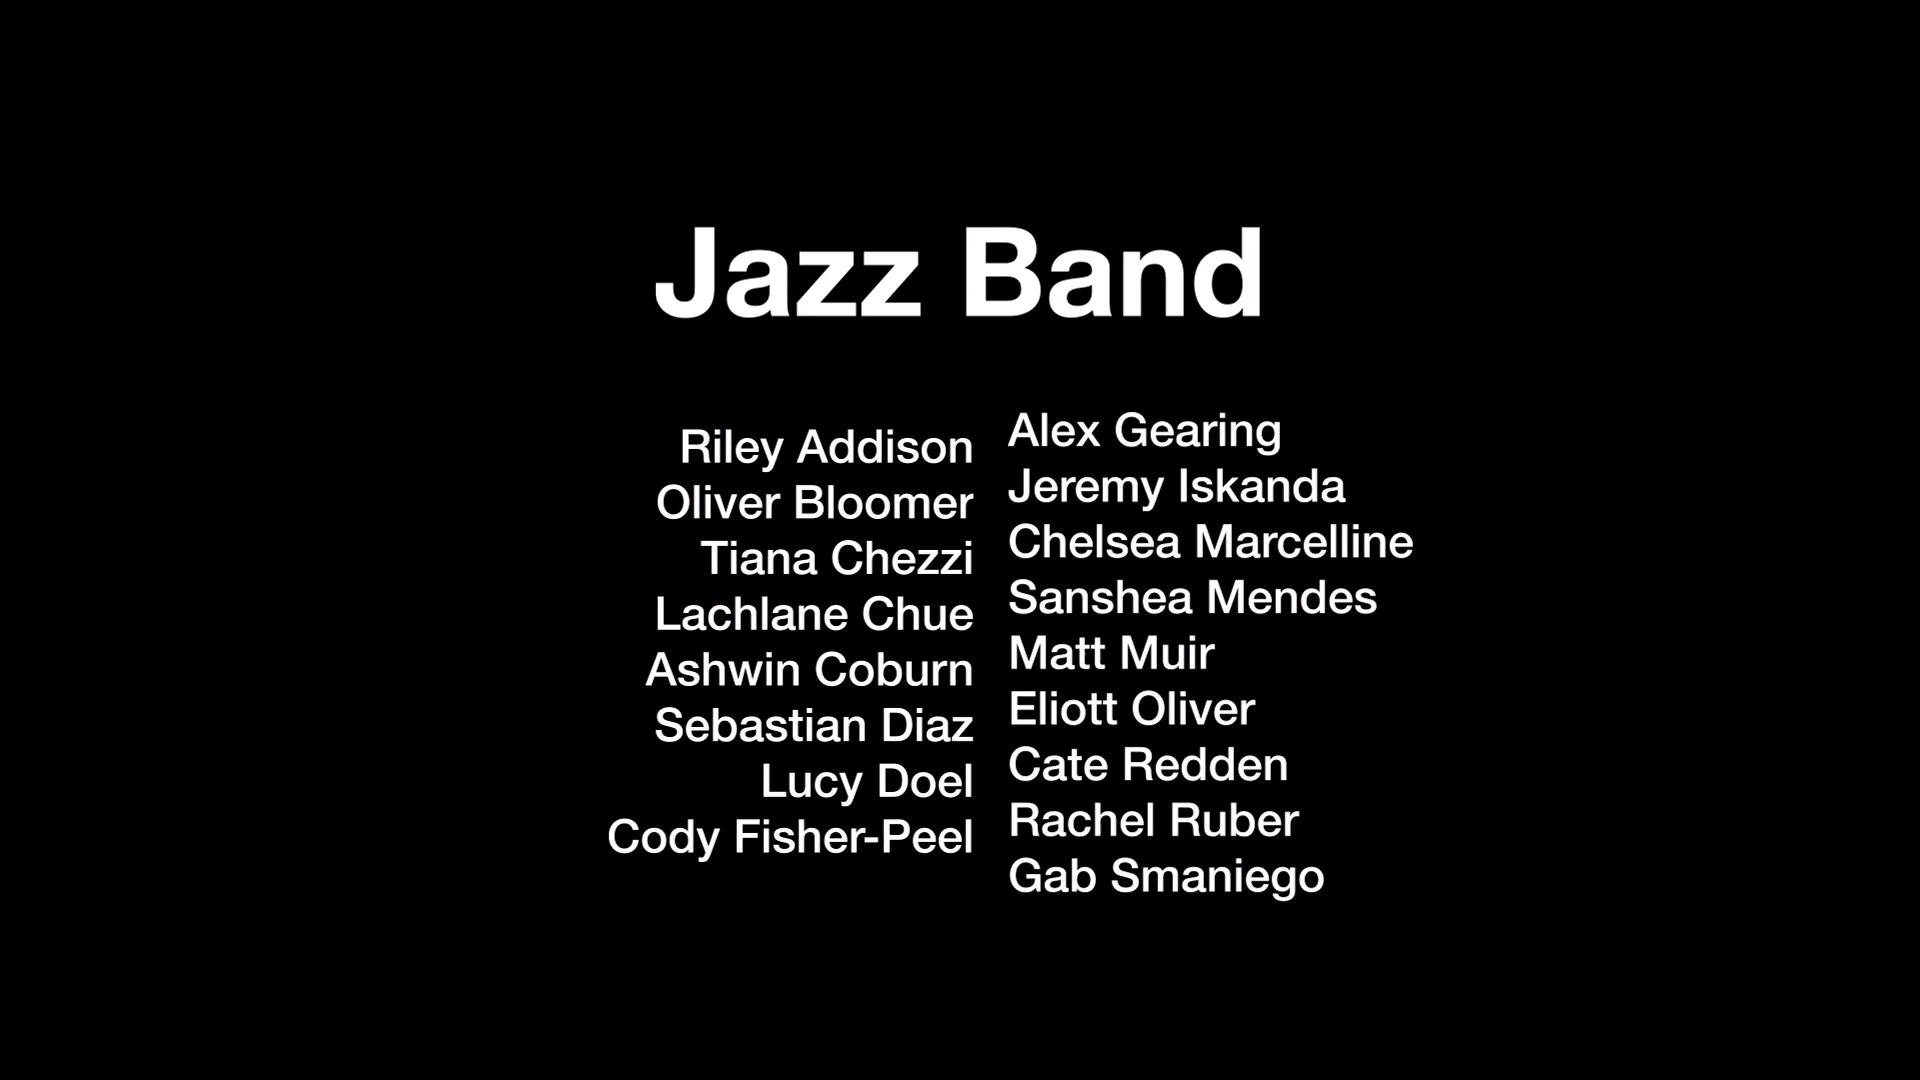 Jazz Band
Riley Addison
Oliver Bloomer
Tiana Chezzi
Lachlane Chue
Ashwin Coburn
Sebastian Diaz
Lucy Doel
Cody Fisher-Peel
Alex Gearing
Jeremy Iskanda
Chelsea Marcelline
Sanshea Mendes
Matt Muir
Eliott Oliver
Cate Redden
Rachel Ruber
Gab Smaniego